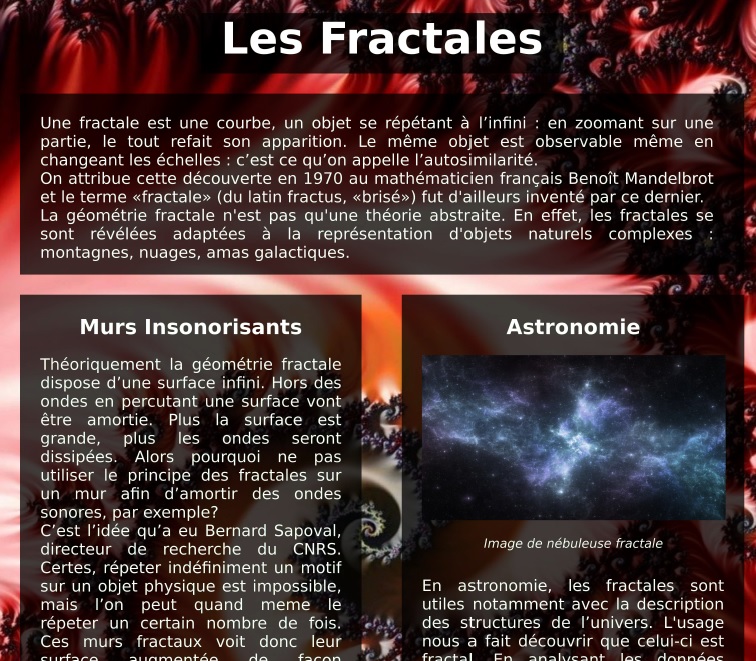 Les Fractales
Une fractale est une courbe, un objet se répétant à l’infini : en zoomant sur une
partie, le tout refait son apparition. Le même objet est observable même en
changeant les échelles : c’est ce qu’on appelle l’autosimilarité.
On attribue cette découverte en 1970 au mathématicien français Benoît Mandelbrot
et le terme «fractale» (du latin fractus, «brisé») fut d'ailleurs inventé par ce dernier.
La géométrie fractale n'est pas qu'une théorie abstraite. En effet, les fractales se
sont révélées adaptées à la représentation d'objets naturels complexes :
montagnes, nuages, amas galactiques.
Murs Insonorisants
Théoriquement la géométrie fractale
dispose d’une surface infini. Hors des
ondes en percutant une surface vont
être amortie. Plus la surface est
grande, plus les ondes seront
dissipées. Alors pourquoi ne pas
utiliser le principe des fractales sur
un mur afin d’amortir des ondes
sonores, par exemple?
C’est l’idée qu’a eu Bernard Sapoval,
directeur de recherche du CNRS.
Certes, répeter indéfiniment un motif
sur un objet physique est impossible,
mais l’on peut quand meme le
répeter un certain nombre de fois.
Ces murs fractaux voit donc leur
surface augmentée de façon
Astronomie
Image de nébuleuse fractale
En astronomie, les fractales sont
utiles notamment avec la description
des structures de l’univers. L'usage
nous a fait découvrir que celui-ci est
fractal. En analysant les données